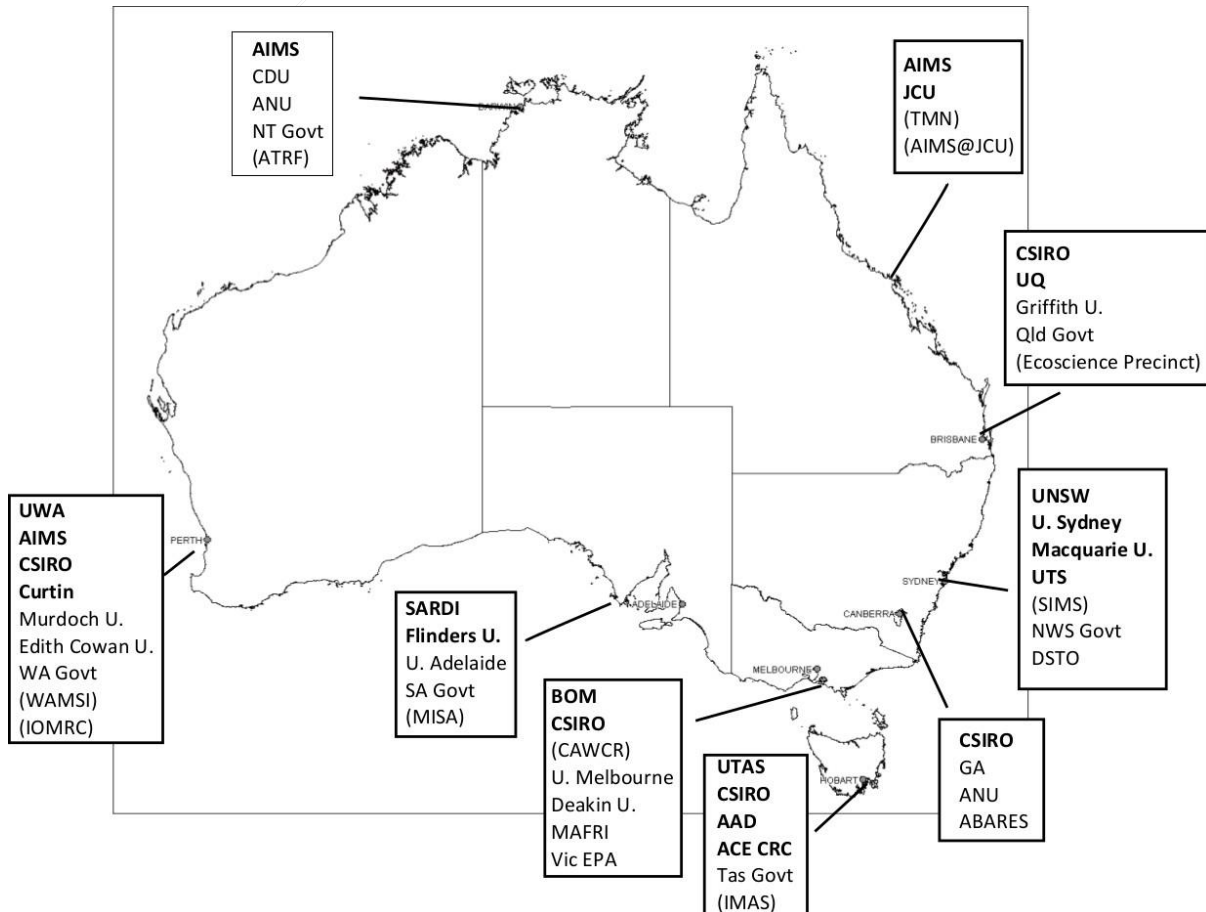 AIMS
CDU
ANU
NT Govt
(ATRF)
AIMS
JCU
(TMN)
(AIMS@JCU)
CSIRO
UQ
Griffith U.
Qld Govt
(Ecoscience Precinct)
BRISBANE
UWA
AIMS
CSIRO
Curtin
Murdoch U.
Edith Cowan U.
WA Govt
(WAMSI)
(IOMRC)
PERTH
SARDI
Flinders U.
U. Adelaide
SA Govt
(MISA)
ADELAIDE
UNSW
U. Sydney
Macquarie U.
UTS
(SIMS)
NWS Govt
DSTO
SYDNEY
CANBERRA
MELBOURNE
BOM
CSIRO
(CAWCR)
U. Melbourne
Deakin U.
MAFRI
Vic EPA
HOBART
UTAS
CSIRO
AAD
ACE CRC
Tas Govt
(IMAS)
CSIRO
GA
ANU
ABARES